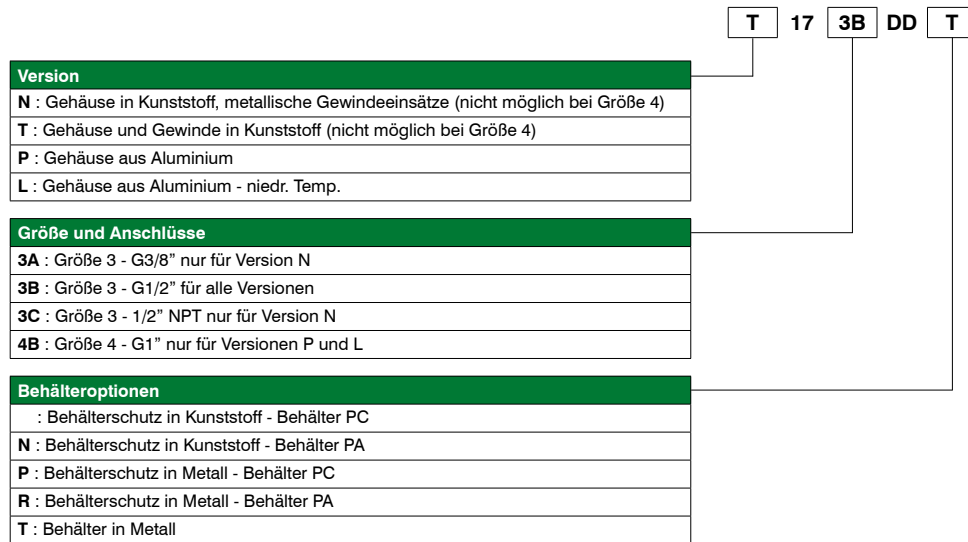 T 17 3B DD T
Version
N : Gehäuse in Kunststoff, metallische Gewindeeinsätze (nicht möglich bei Größe 4)
T : Gehäuse und Gewinde in Kunststoff (nicht möglich bei Größe 4)
P : Gehäuse aus Aluminium
L : Gehäuse aus Aluminium - niedr. Temp.
Größe und Anschlüsse
3A : Größe 3 - G3/8” nur für Version N
3B : Größe 3 - G1/2” für alle Versionen
3C : Größe 3 - 1/2” NPT nur für Version N
4B : Größe 4 - G1” nur für Versionen P und L
Behälteroptionen
: Behälterschutz in Kunststoff - Behälter PC
N : Behälterschutz in Kunststoff - Behälter PA
P : Behälterschutz in Metall - Behälter PC
R : Behälterschutz in Metall - Behälter PA
T : Behälter in Metall